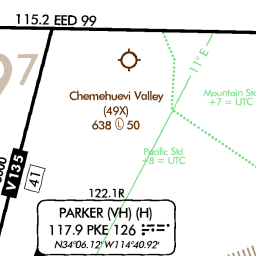 115.2 EED 99
97
11°E
Chemehuevi Valley
(49X)
638 Ⓛ 50
Mountain Std
+7 = UTC
Pacific Std
+8 = UTC
V135
41
122.1R
PARKER (VH) (H)
117.9 PKE 126
N34°06.12' W114°40.92'